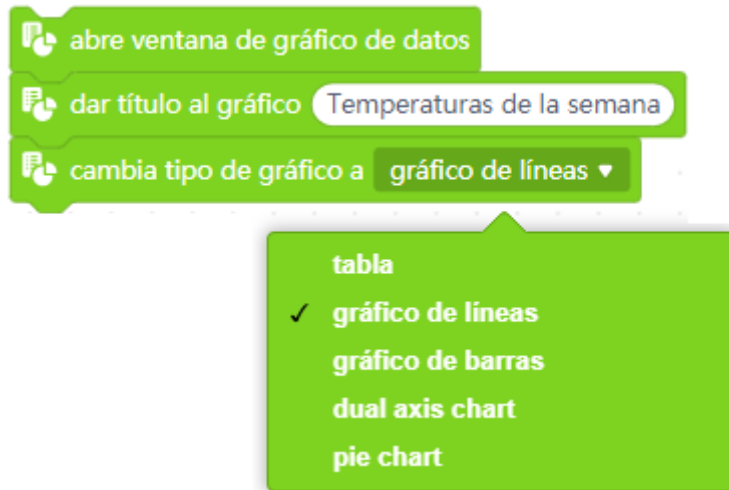 abre ventana de gráfico de datos
dar título al gráfico Temperaturas de la semana
cambia tipo de gráfico a gráfico de líneas
tabla
gráfico de líneas
gráfico de barras
dual axis chart
pie chart